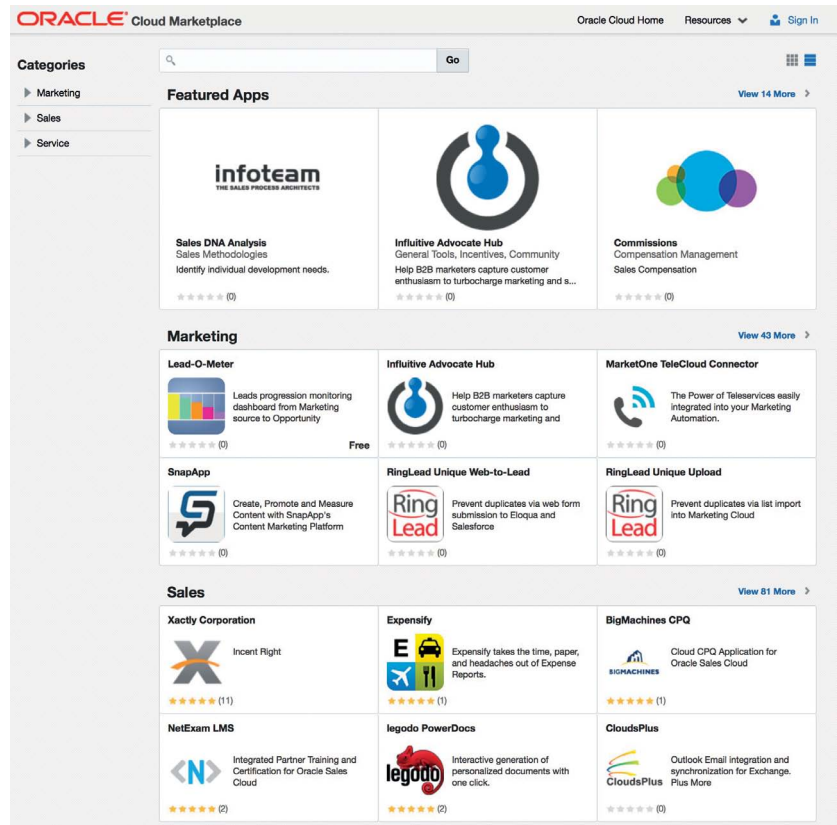 ORACLE Cloud Marketplace
Oracle Cloud Home Resources Sign In
Categories
Marketing
Sales
Service
Go
Featured Apps
View 14 More
infoteam
THE SALES PROCESS ARCHITECTS
Sales DNA Analysis
Sales Methodologies
Identify individual development needs.
(0)
Influitive Advocate Hub
General Tools, Incentives, Community
Help B2B marketers capture customer
enthusiasm to turbocharge marketing and s...
(0)
Commissions
Compensation Management
Sales Compensation
(0)
Marketing
View 43 More
Lead-O-Meter
Leads progression monitoring
dashboard from Marketing
source to Opportunity
(0) Free
Influitive Advocate Hub
Help B2B marketers capture
customer enthusiasm to
turbocharge marketing and
(0)
MarketOne TeleCloud Connector
The Power of Teleservices easily
integrated into your Marketing
Automation.
(0)
SnapApp
Create, Promote and Measure
Content with SnapApp's
Content Marketing Platform
(0)
RingLead Unique Web-to-Lead
Ring
Lead
Prevent duplicates via web form
submission to Eloqua and
Salesforce
(0)
RingLead Unique Upload
Ring
Lead
Prevent duplicates via list import
into Marketing Cloud
(0)
Sales
View 81 More
Xactly Corporation
Incent Right
(11)
Expensify
E
Expensify takes the time, paper,
and headaches out of Expense
Reports.
(1)
BigMachines CPQ
BIGMACHINES
Cloud CPQ Application for
Oracle Sales Cloud
(1)
NetExam LMS
<N>
Integrated Partner Training and
Certification for Oracle Sales
Cloud
(2)
legodo PowerDocs
legodo
Interactive generation of
personalized documents with
one click.
(2)
CloudsPlus
CloudsPlus
Outlook Email integration and
synchronization for Exchange.
Plus More
(0)